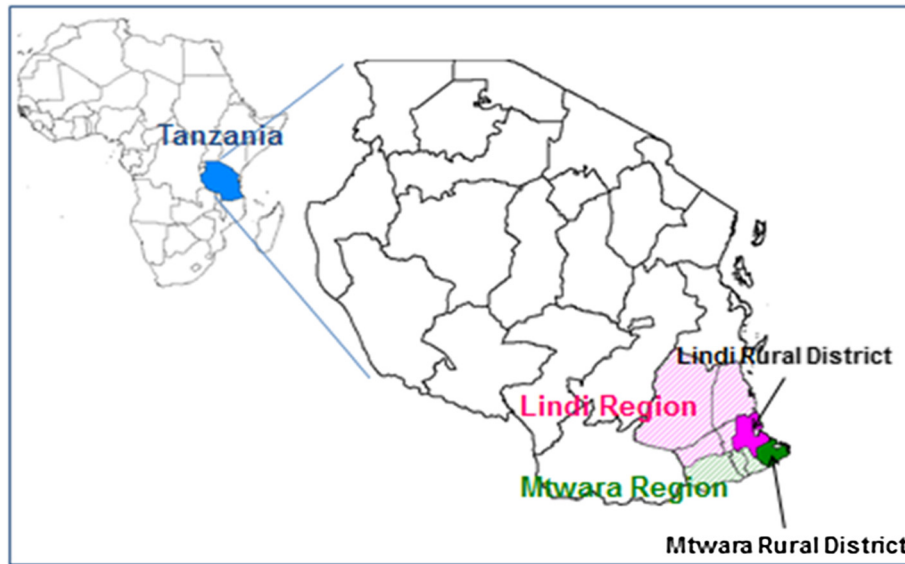 Tanzania
Lindi Rural District
Lindi Region
Mtwara Region
Mtwara Rural District